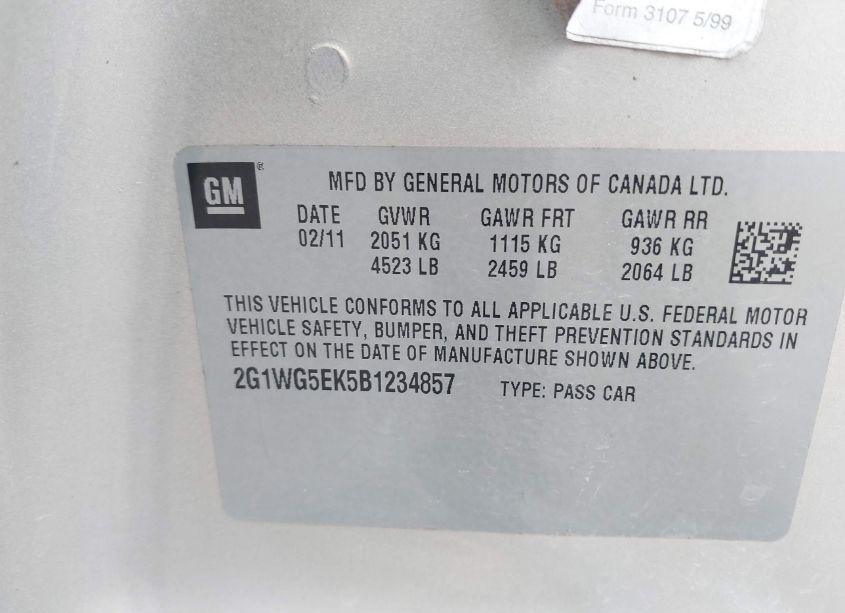 Form 3107 5/99
GM®
MFD BY GENERAL MOTORS OF CANADA LTD.
DATE GVWR GAWR FRT GAWR RR
02/11 2051 KG 1115 KG 936 KG
4523 LB 2459 LB 2064 LB
THIS VEHICLE CONFORMS TO ALL APPLICABLE U.S. FEDERAL MOTOR
VEHICLE SAFETY, BUMPER, AND THEFT PREVENTION STANDARDS IN
EFFECT ON THE DATE OF MANUFACTURE SHOWN ABOVE.
2G1WG5EK5B1234857 TYPE: PASS CAR